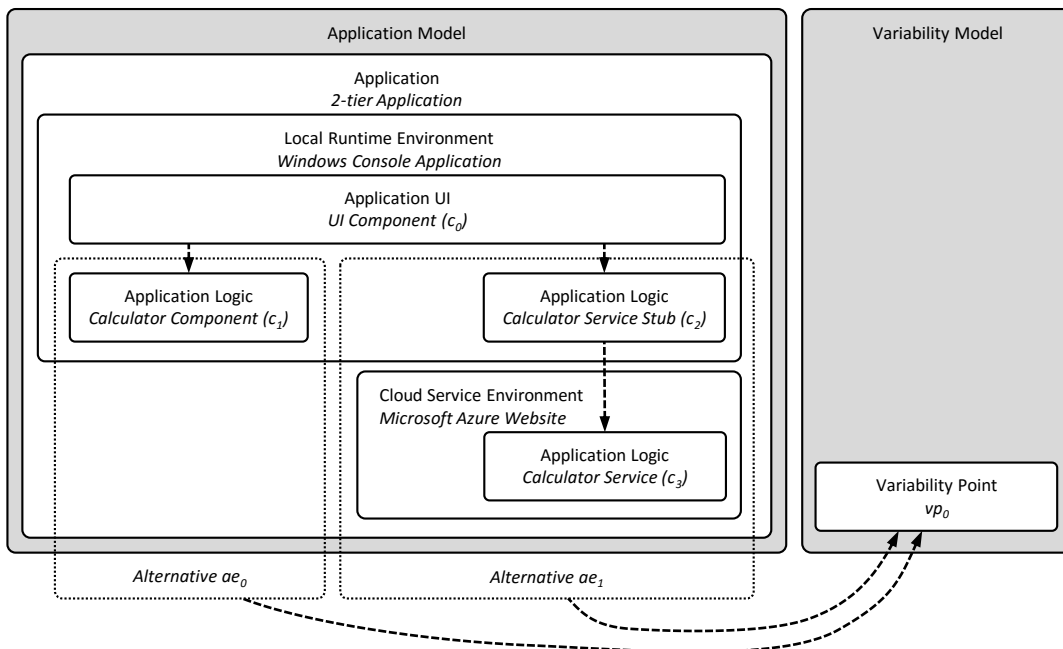 Application Model
Variability Model
Application
2-tier Application
Local Runtime Environment
Windows Console Application
Application UI
UI Component (c₀)
Application Logic
Calculator Component (c₁)
Application Logic
Calculator Service Stub (c₂)
Cloud Service Environment
Microsoft Azure Website
Application Logic
Calculator Service (c₃)
Variability Point
vp₀
Alternative ae₀
Alternative ae₁